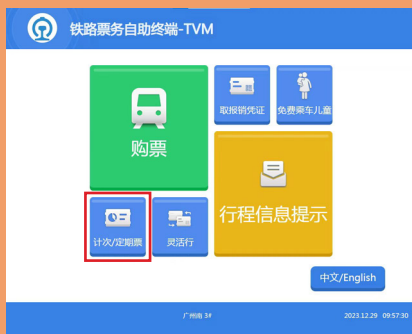 铁路票务自助终端-TVM
购票
取报销凭证
免费乘车儿童
行程信息提示
计次/定期票
灵活行
中文/English
广州南 3#
2023.12.29 09:57:30